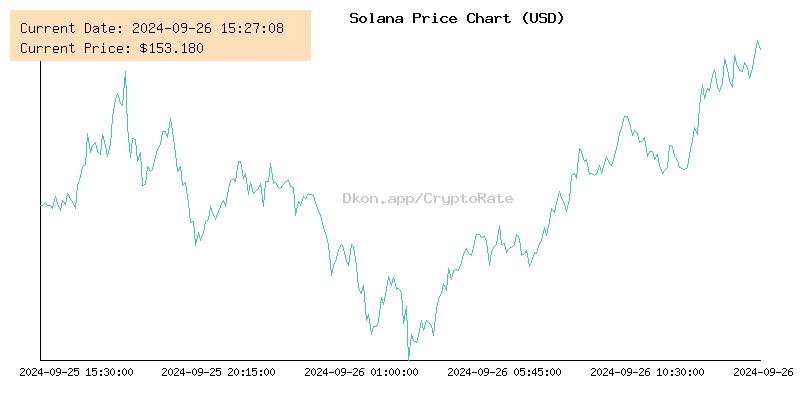 Solana Price Chart (USD)
Current Date: 2024-09-26 15:27:08
Current Price: $153.180
Dkon.app/CryptoRate
2024-09-25 15:30:00 2024-09-25 20:15:00 2024-09-26 01:00:00 2024-09-26 05:45:00 2024-09-26 10:30:00 2024-09-26